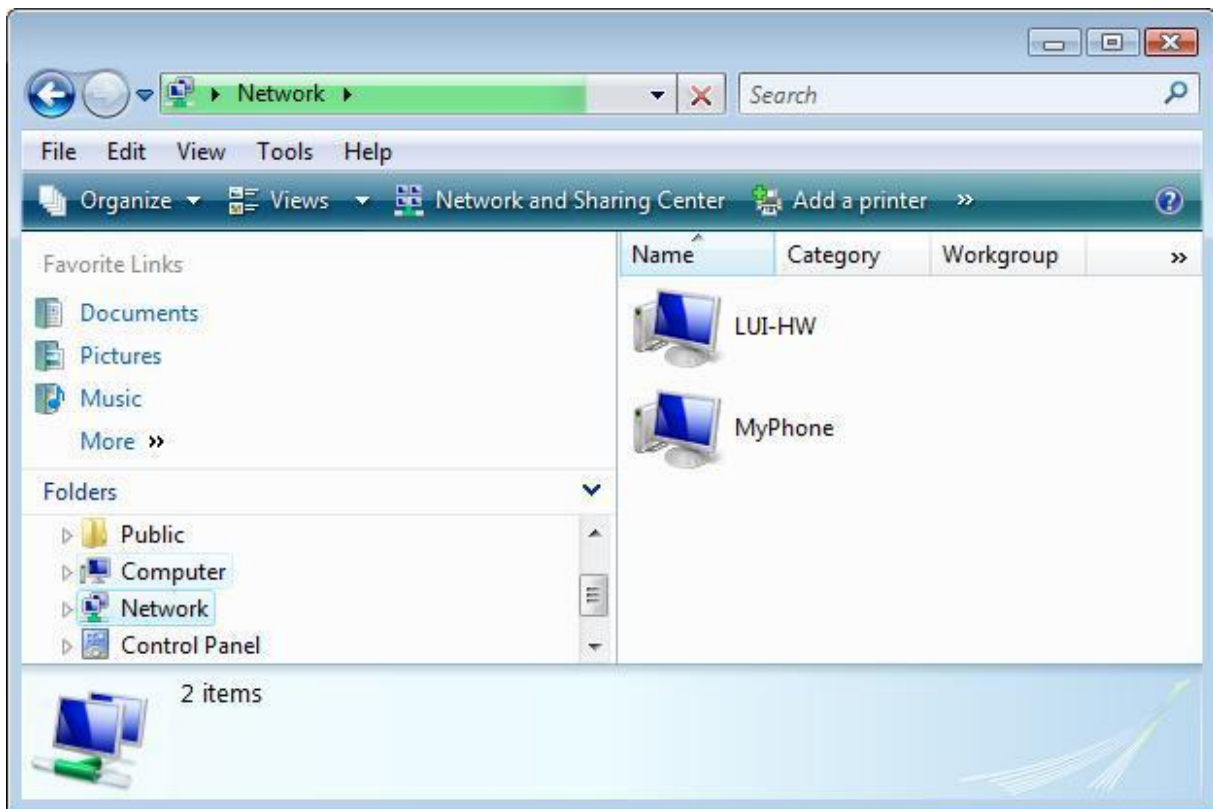 Network
Search
File Edit View Tools Help
Organize Views Network and Sharing Center Add a printer »
Favorite Links
Documents
Pictures
Music
More »
Folders
Public
Computer
Network
Control Panel
Name Category Workgroup »
LUI-HW
MyPhone
2 items